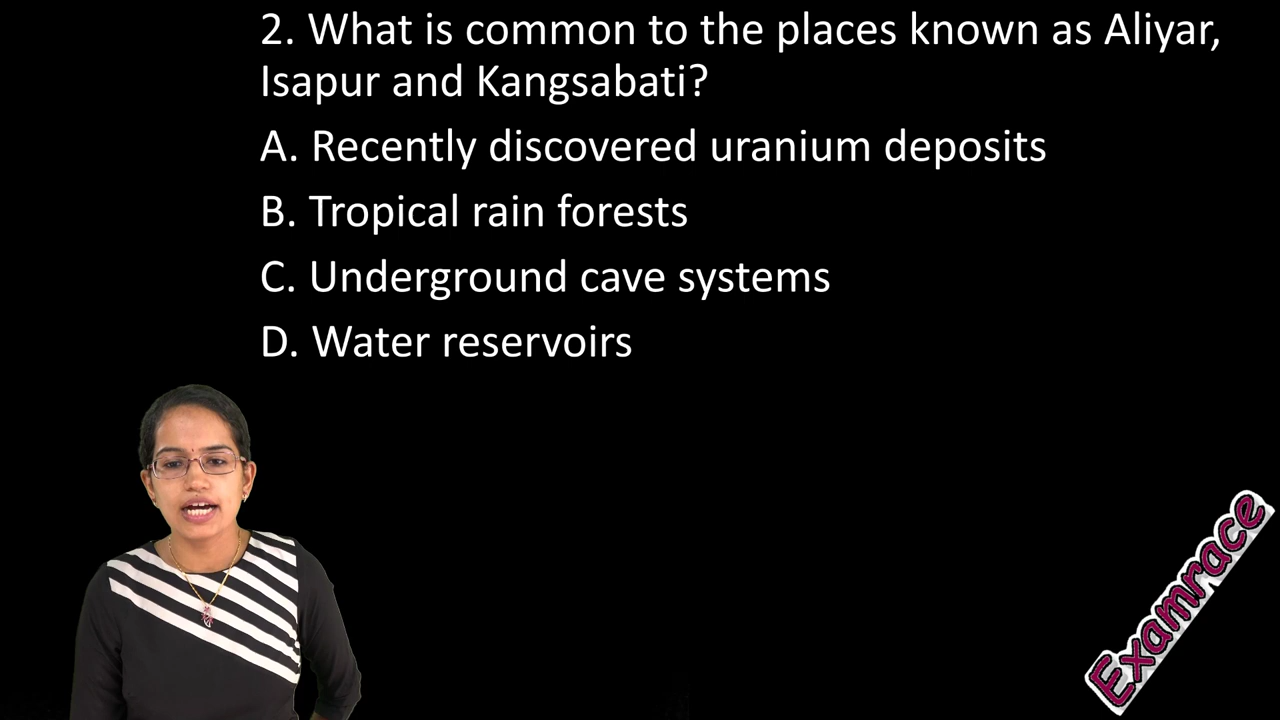 2. What is common to the places known as Aliyar,
Isapur and Kangsabati?
A. Recently discovered uranium deposits
B. Tropical rain forests
C. Underground cave systems
D. Water reservoirs
Examrace